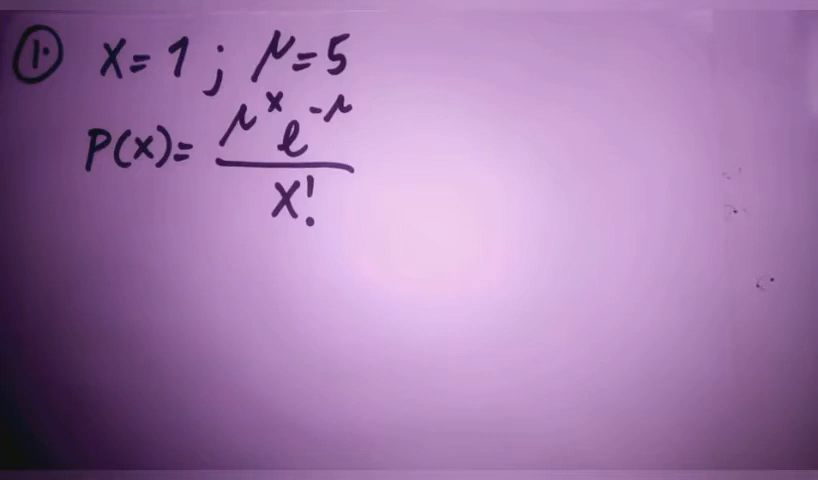 ① x = 1 ; μ = 5
P(x) = μ^x e^-μ / x!